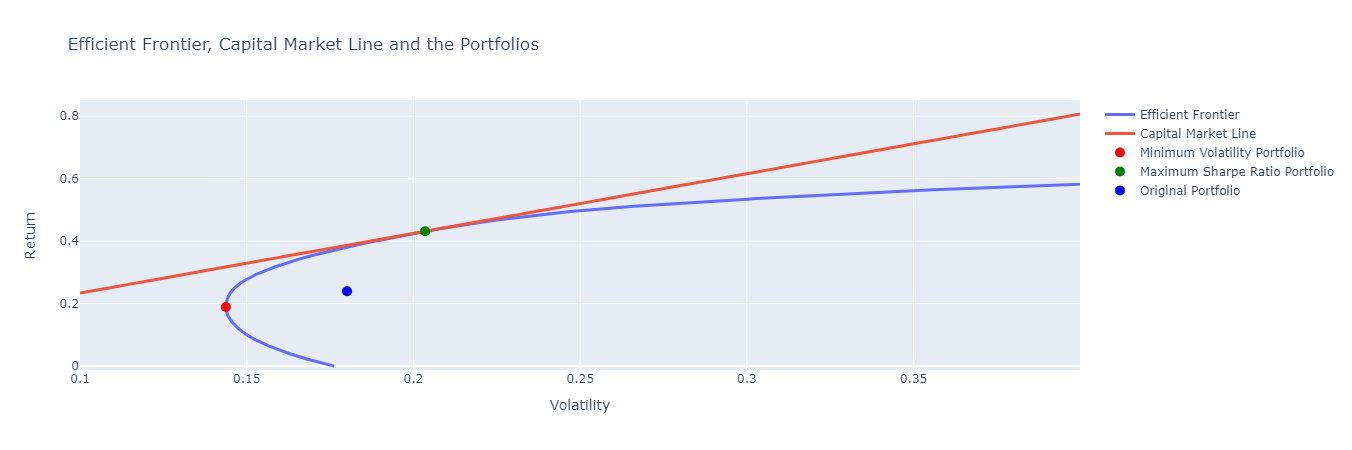 Efficient Frontier, Capital Market Line and the Portfolios
Efficient Frontier
Capital Market Line
Minimum Volatility Portfolio
Maximum Sharpe Ratio Portfolio
Original Portfolio
Return
0.8
0.6
0.4
0.2
0
0.1
0.15
0.2
0.25
0.3
0.35
Volatility